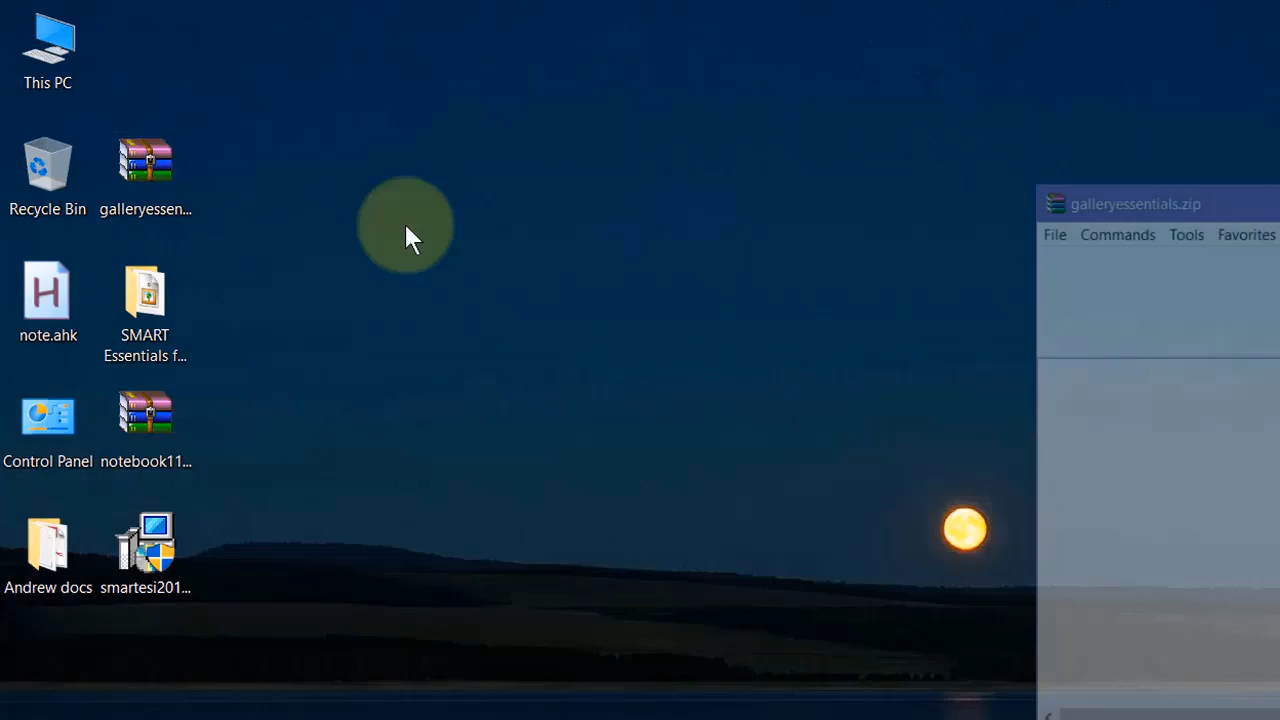 This PC
Recycle Bin
galleryessen...
note.ahk
SMART
Essentials f...
Control Panel
notebook11...
Andrew docs
smartesi201...
galleryessentials.zip
File Commands Tools Favorites